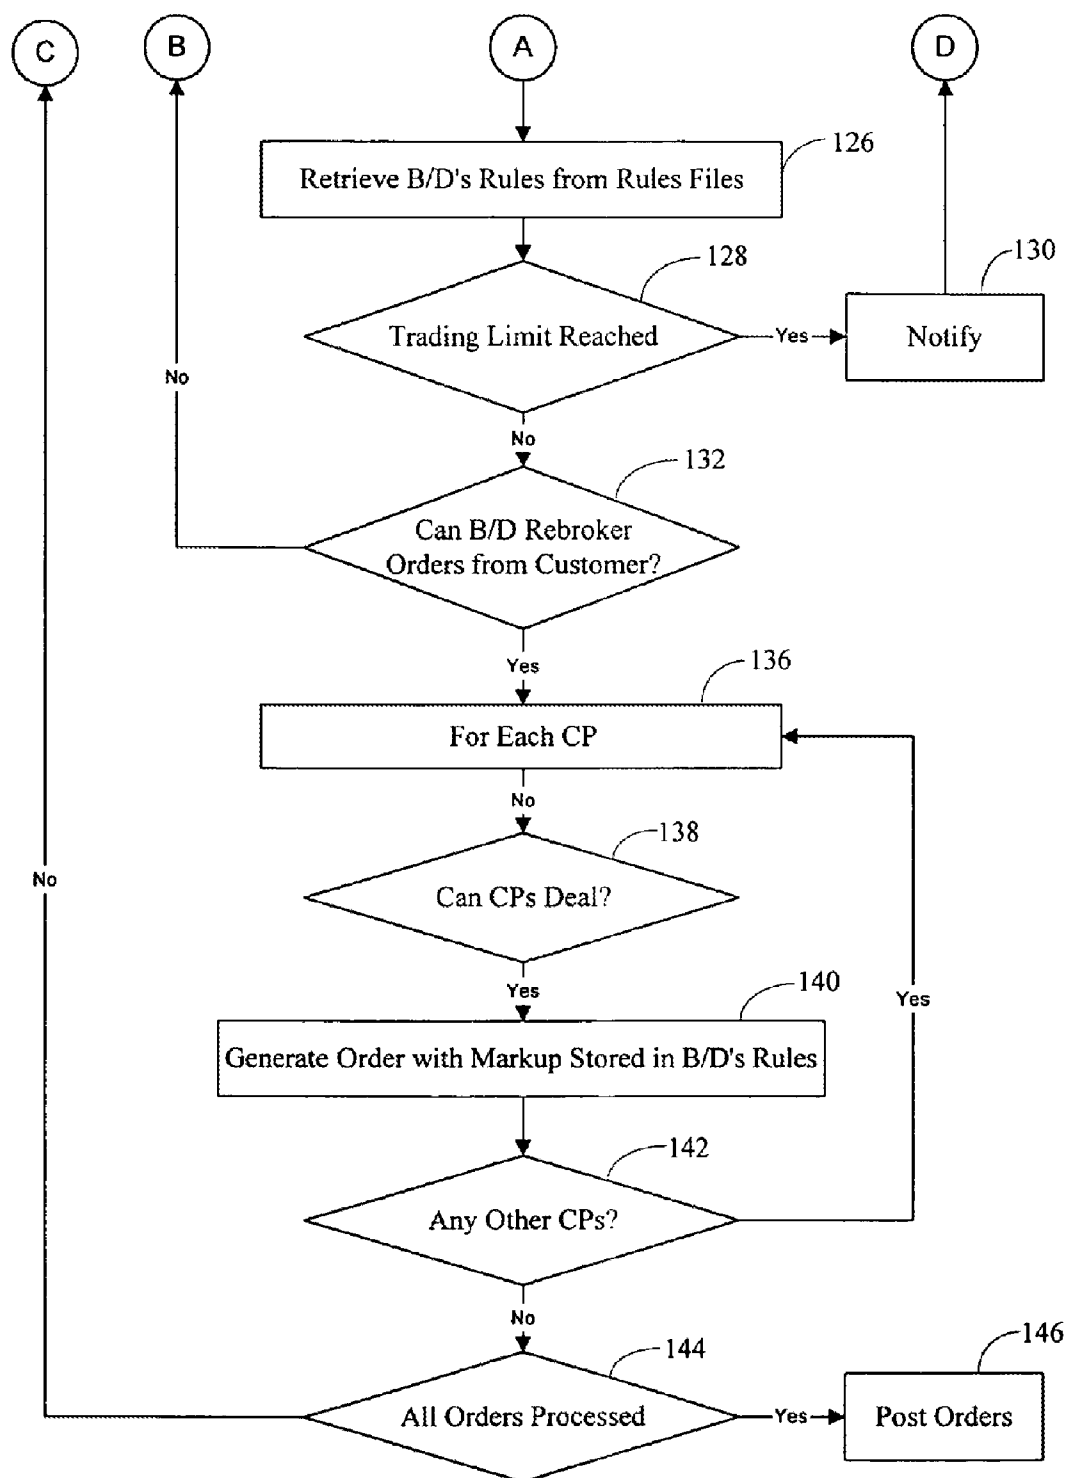 C
B
A
D
126
Retrieve B/D's Rules from Rules Files
128
130
Trading Limit Reached
Yes
Notify
No
No
132
Can B/D Rebroker
Orders from Customer?
Yes
136
For Each CP
No
138
No
Can CPs Deal?
Yes
140
Yes
Generate Order with Markup Stored in B/D's Rules
142
Any Other CPs?
No
144
146
All Orders Processed
Yes
Post Orders